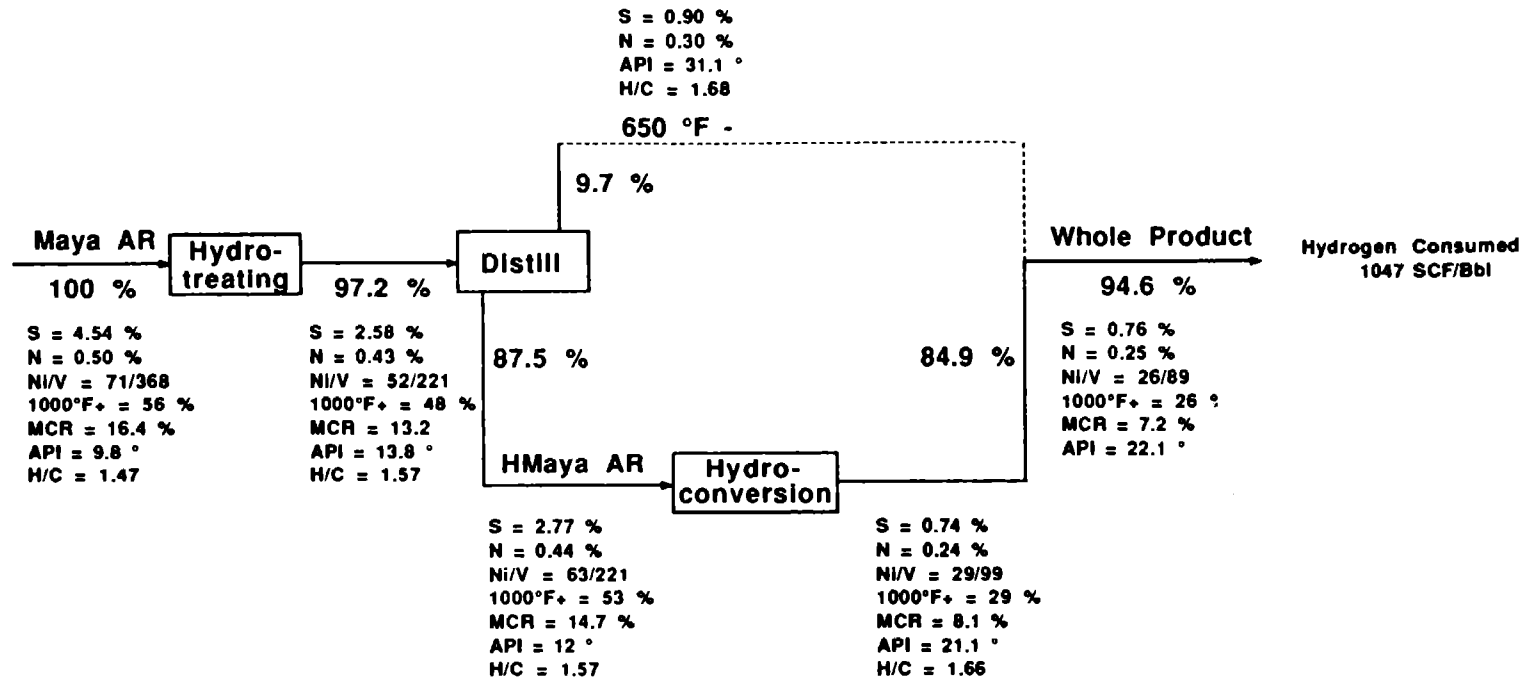 S = 0.90 %
N = 0.30 %
API = 31.1 °
H/C = 1.68
650 °F -
9.7 %
Maya AR
100 %
Hydro-
treating
97.2 %
Distill
Whole Product
94.6 %
Hydrogen Consumed
1047 SCF/Bbl
S = 4.54 %
N = 0.50 %
Ni/V = 71/368
1000°F+ = 56 %
MCR = 16.4 %
API = 9.8 °
H/C = 1.47
S = 2.58 %
N = 0.43 %
Ni/V = 52/221
1000°F+ = 48 %
MCR = 13.2
API = 13.8 °
H/C = 1.57
87.5 %
84.9 %
S = 0.76 %
N = 0.25 %
Ni/V = 26/89
1000°F+ = 26 %
MCR = 7.2 %
API = 22.1 °
HMaya AR
Hydro-
conversion
S = 2.77 %
N = 0.44 %
Ni/V = 63/221
1000°F+ = 53 %
MCR = 14.7 %
API = 12 °
H/C = 1.57
S = 0.74 %
N = 0.24 %
Ni/V = 29/99
1000°F+ = 29 %
MCR = 8.1 %
API = 21.1 °
H/C = 1.66